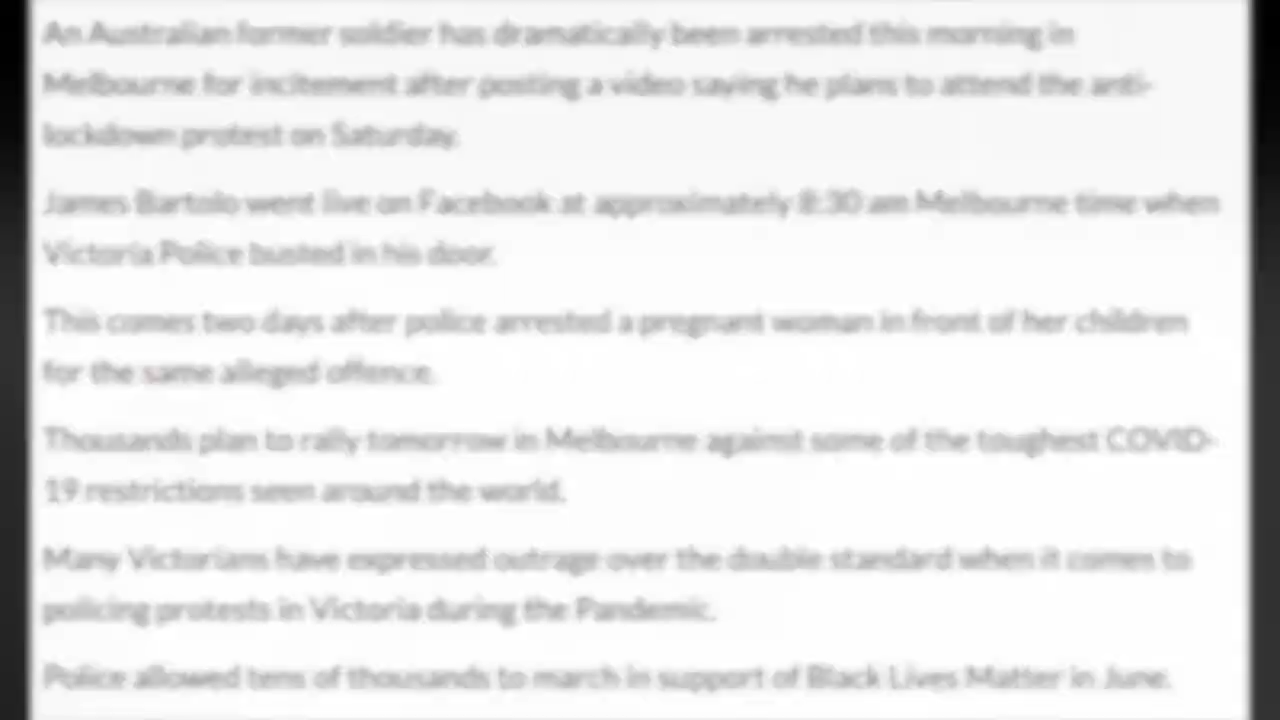 An Australian former soldier has dramatically been arrested this morning in
Melbourne for incitement after posting a video saying he plans to attend the anti-
lockdown protest on Saturday.
James Bartolo went live on Facebook at approximately 8:30 am Melbourne time when
Victoria Police busted in his door.
This comes two days after police arrested a pregnant woman in front of her children
for the same alleged offence.
Thousands plan to rally tomorrow in Melbourne against some of the toughest COVID-
19 restrictions seen around the world.
Many Victorians have expressed outrage over the double standard when it comes to
policing protests in Victoria during the Pandemic.
Police allowed tens of thousands to march in support of Black Lives Matter in June.